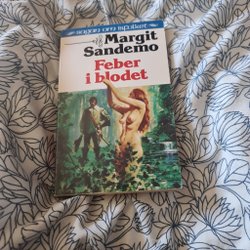 sagan om isfolket
Margit
Sandemo
Feber
i blodet